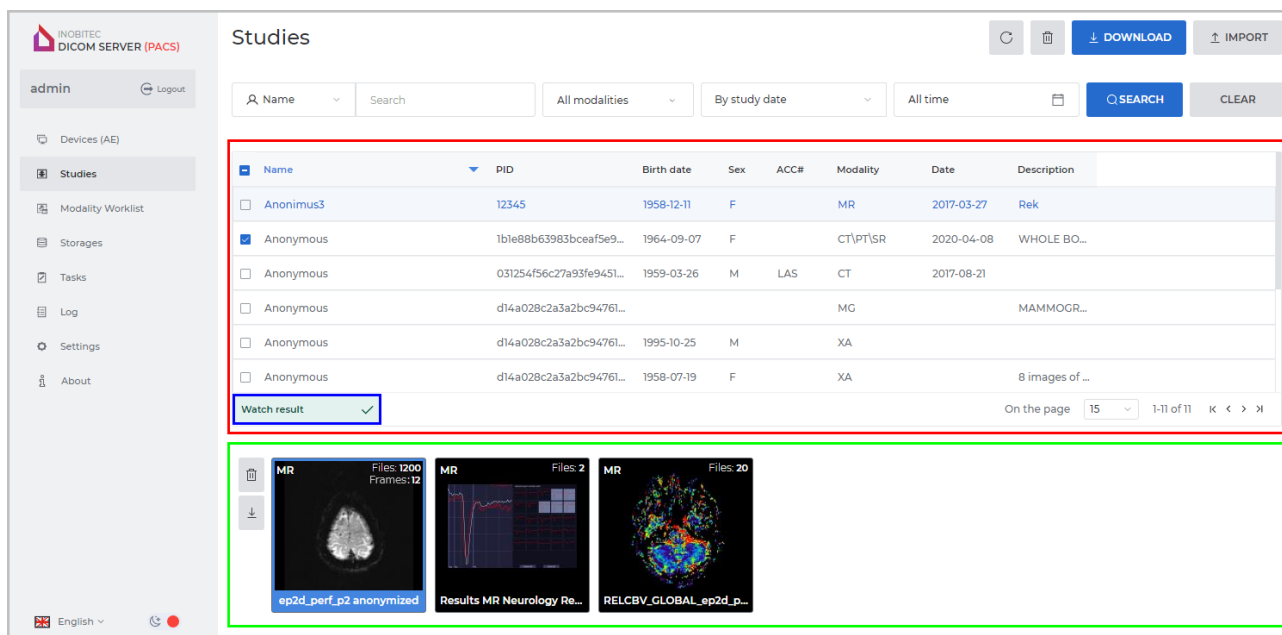 INOBITEC
DICOM SERVER (PACS)
Studies
DOWNLOAD
IMPORT
admin
Logout
Name
Search
All modalities
By study date
All time
SEARCH
CLEAR
Devices (AE)
Studies
Modality Worklist
Storages
Tasks
Log
Settings
About
Name PID Birth date Sex ACC# Modality Date Description
Anonimus3 12345 1958-12-11 F MR 2017-03-27 Rek
Anonymous 1b1e88b63983bceaf5e9... 1964-09-07 F CT\PT\SR 2020-04-08 WHOLE BO...
Anonymous 031254f56c27a93fe9451... 1959-03-26 M LAS CT 2017-08-21
Anonymous d14a028c2a3a2bc94761... MG MAMMOGR...
Anonymous d14a028c2a3a2bc94761... 1995-10-25 M XA
Anonymous d14a028c2a3a2bc94761... 1958-07-19 F XA 8 images of ...
Watch result
On the page 15 1-11 of 11
MR Files: 1200
Frames: 12
ep2d_perf_p2 anonymized
MR Files: 2
Results MR Neurology Re...
MR Files: 20
RELCBV_GLOBAL_ep2d_p...
English